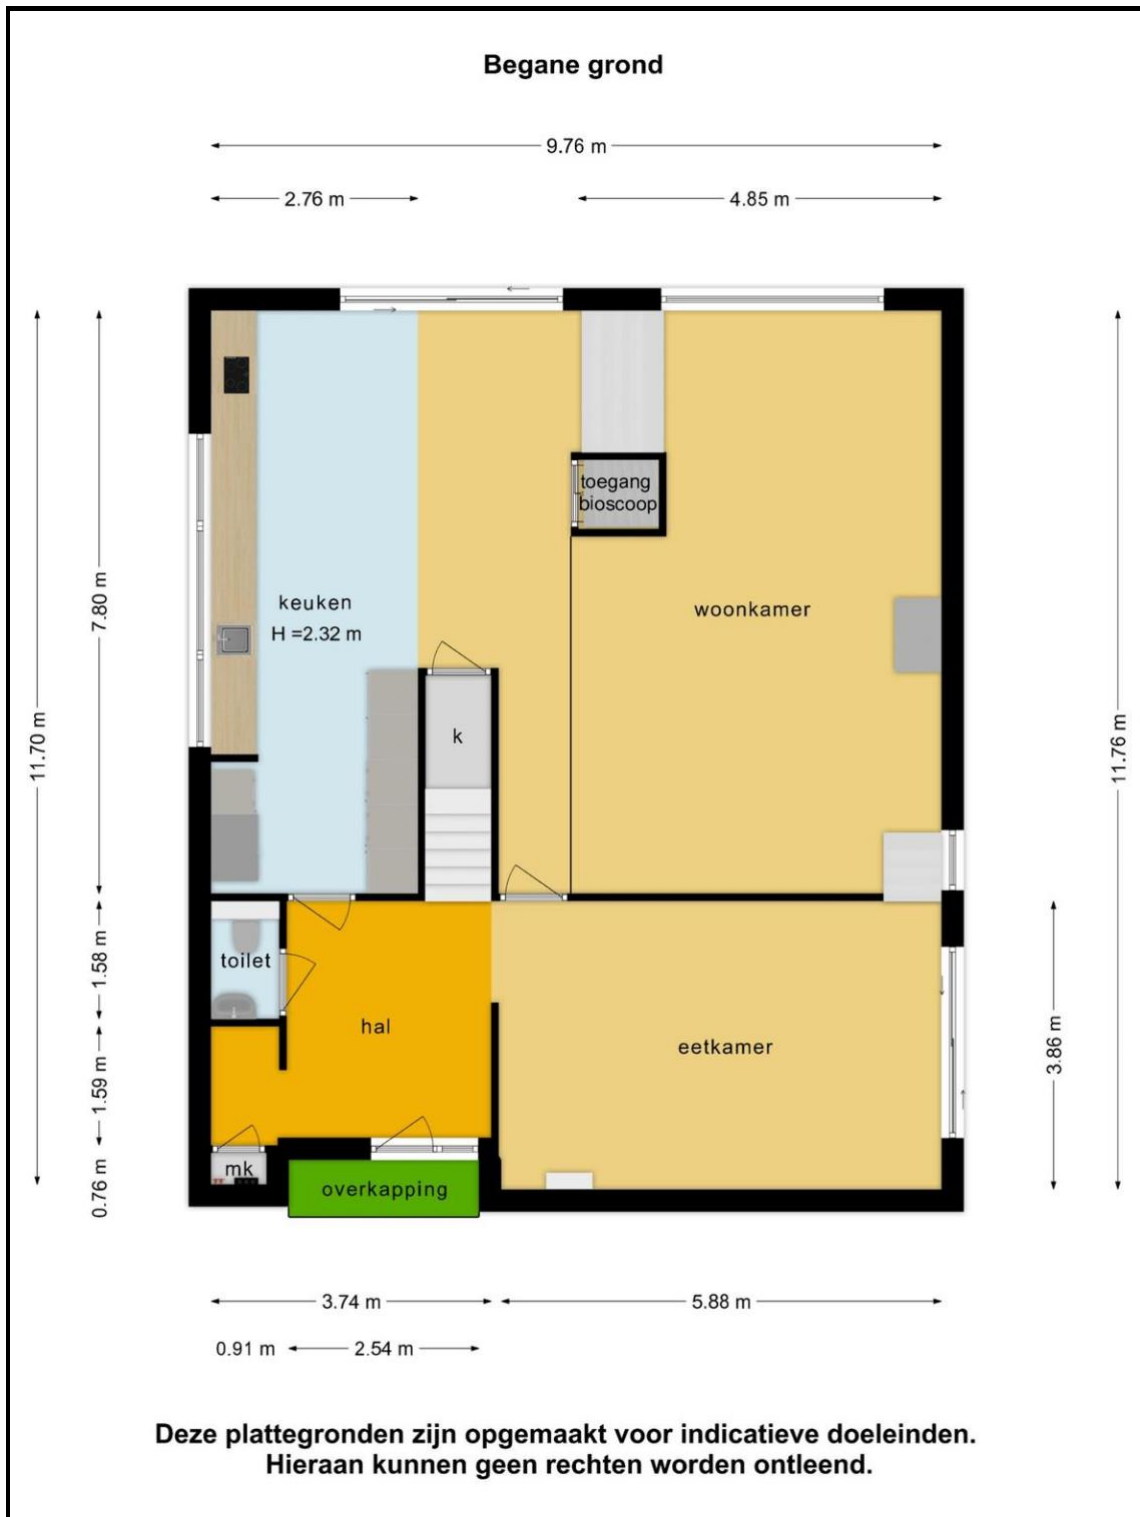 Begane grond
9.76 m
2.76 m
4.85 m
toegang
bioscoop
7.80 m
keuken
H =2.32 m
woonkamer
11.70 m
k
11.76 m
toilet
1.58 m
hal
eetkamer
3.86 m
1.59 m
mk
0.76 m
overkapping
3.74 m
5.88 m
0.91 m
2.54 m
Deze plattegronden zijn opgemaakt voor indicatieve doeleinden.
Hieraan kunnen geen rechten worden ontleend.